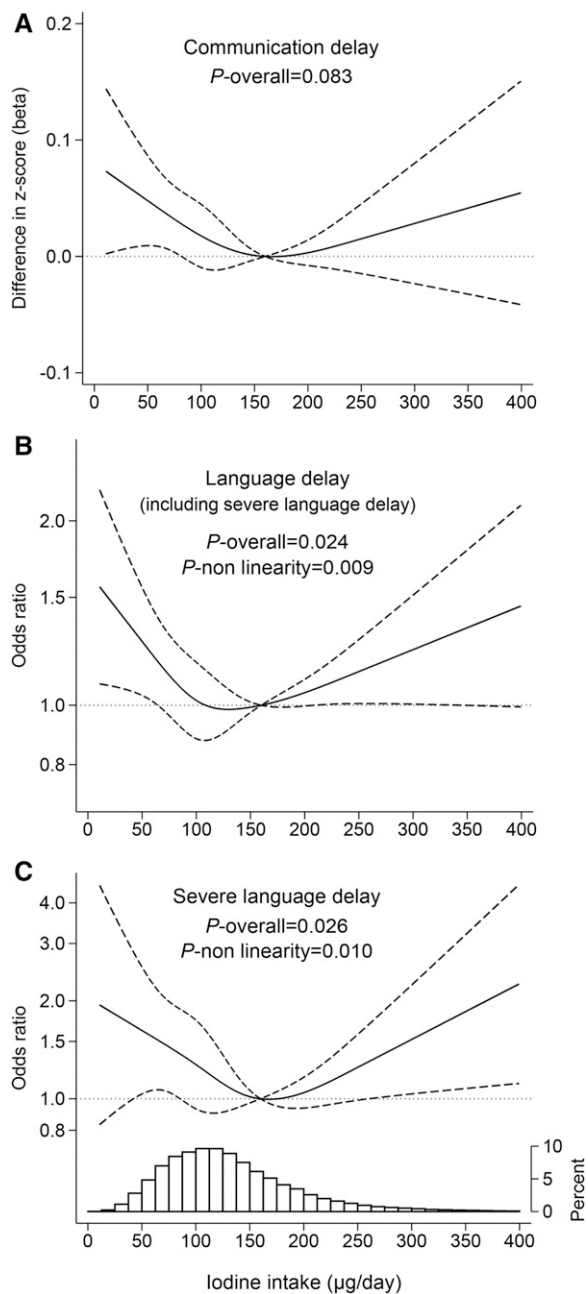 A
Communication delay
P-overall=0.083
Difference in z-score (beta)
0.2
0.1
0.0
-0.1
0 50 100 150 200 250 300 350 400
B
Language delay
(including severe language delay)
P-overall=0.024
P-non linearity=0.009
Odds ratio
2.0
1.5
1.0
0.8
0 50 100 150 200 250 300 350 400
C
Severe language delay
P-overall=0.026
P-non linearity=0.010
Odds ratio
4.0
3.0
2.0
1.5
1.0
0.8
10
5
0
Percent
0 50 100 150 200 250 300 350 400
Iodine intake (µg/day)